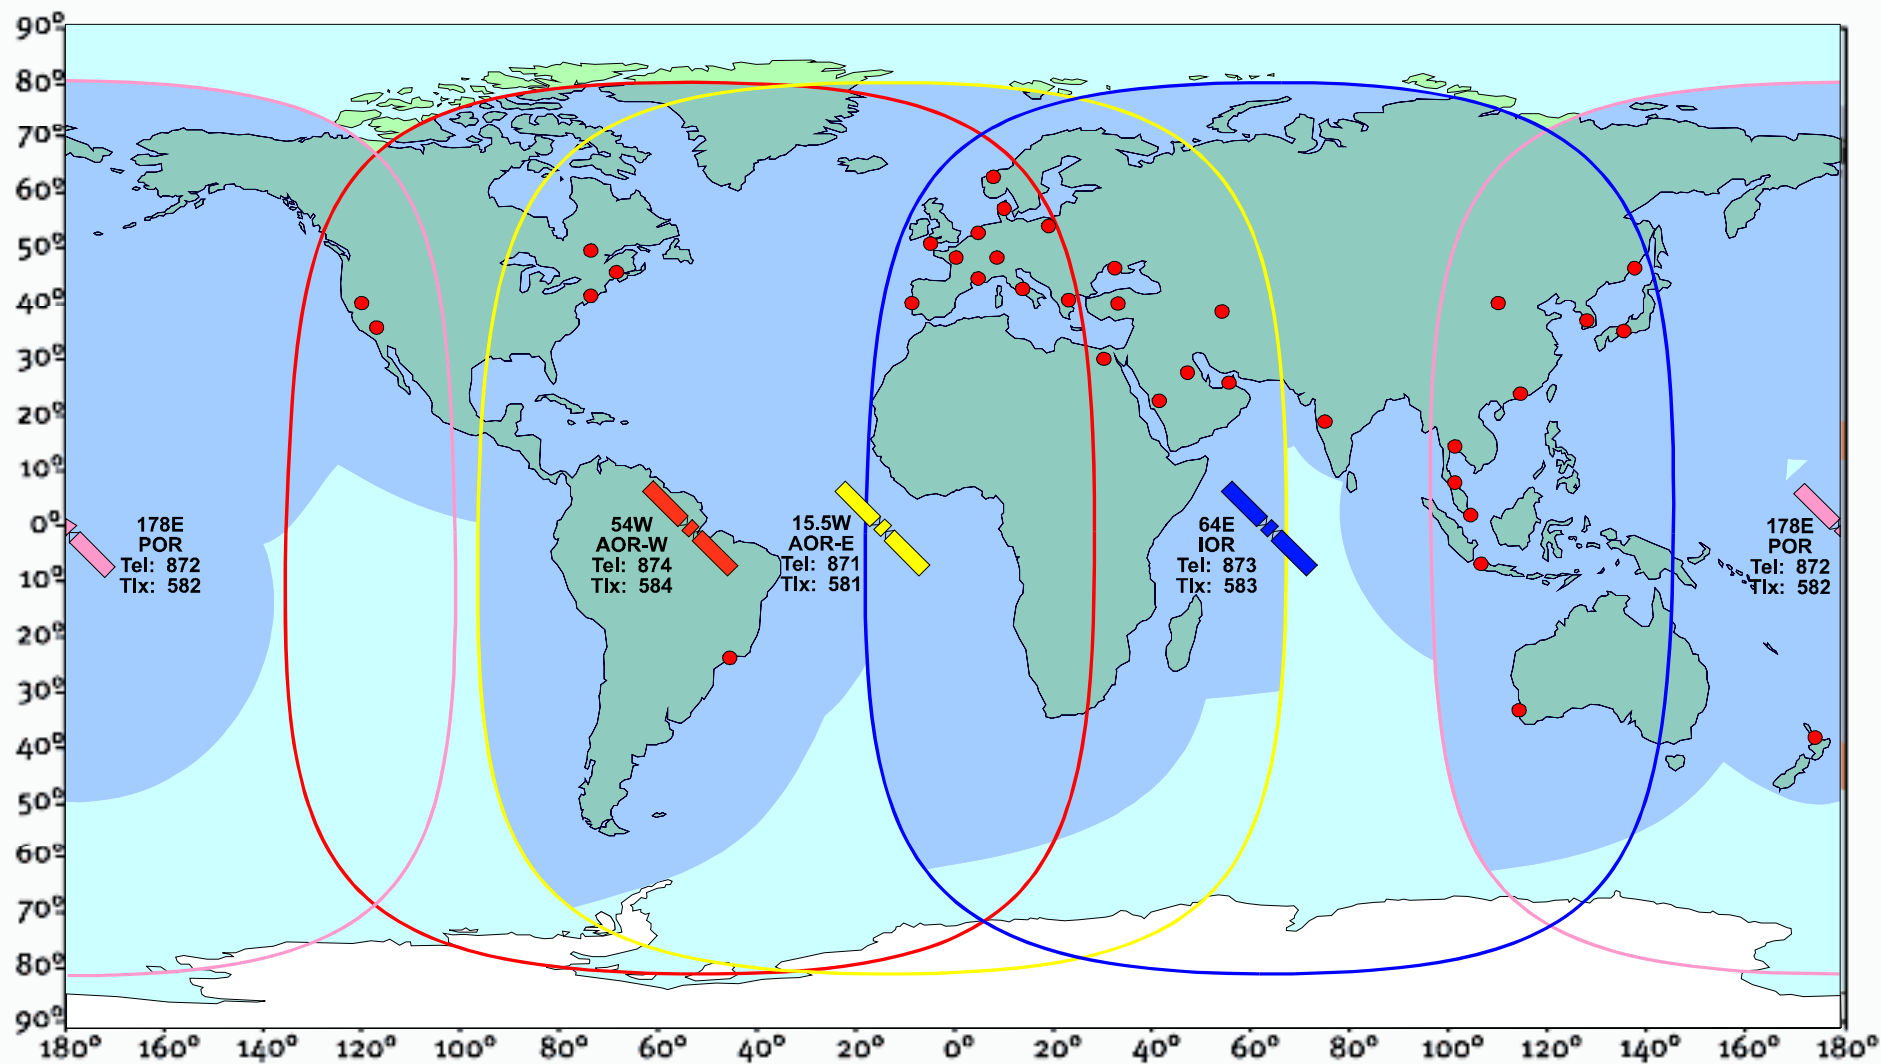 90º
80º
70º
60º
50º
40º
30º
20º
10º
0º
10º
20º
30º
40º
50º
60º
70º
80º
90º
178E
POR
Tel: 872
Tlx: 582
54W
AOR-W
Tel: 874
Tlx: 584
15.5W
AOR-E
Tel: 871
Tlx: 581
64E
IOR
Tel: 873
Tlx: 583
178E
POR
Tel: 872
Tlx: 582
180º 160º 140º 120º 100º 80º 60º 40º 20º 0º 20º 40º 60º 80º 100º 120º 140º 160º 180º